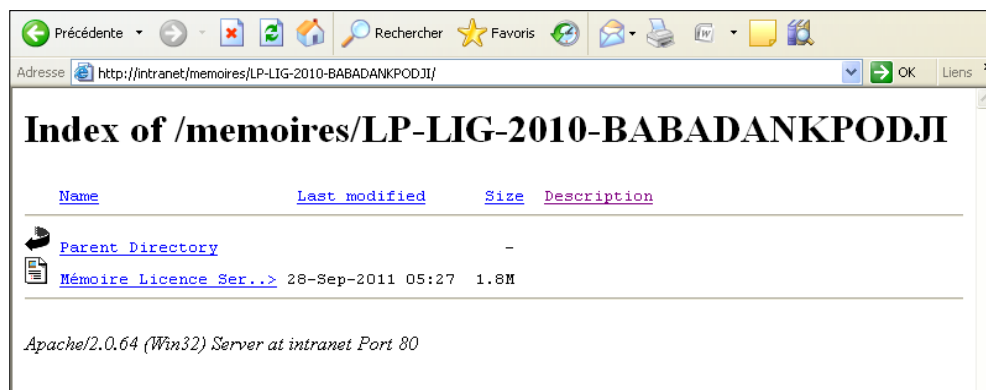 Précédente Rechercher Favoris
Adresse http://intranet/memoires/LP-LIG-2010-BABADANKPODJI/ OK Liens
Index of /memoires/LP-LIG-2010-BABADANKPODJI
Name Last modified Size Description
Parent Directory -
Mémoire Licence Ser..> 28-Sep-2011 05:27 1.8M
Apache/2.0.64 (Win32) Server at intranet Port 80